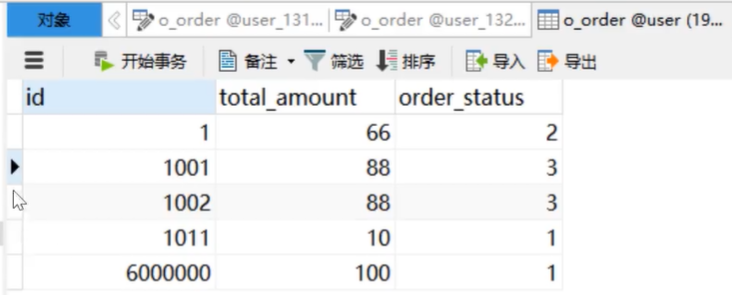 对象 o_order @user_131... o_order @user_132... o_order @user (19...
开始事务 备注 筛选 排序 导入 导出
id total_amount order_status
1 66 2
1001 88 3
1002 88 3
1011 10 1
6000000 100 1